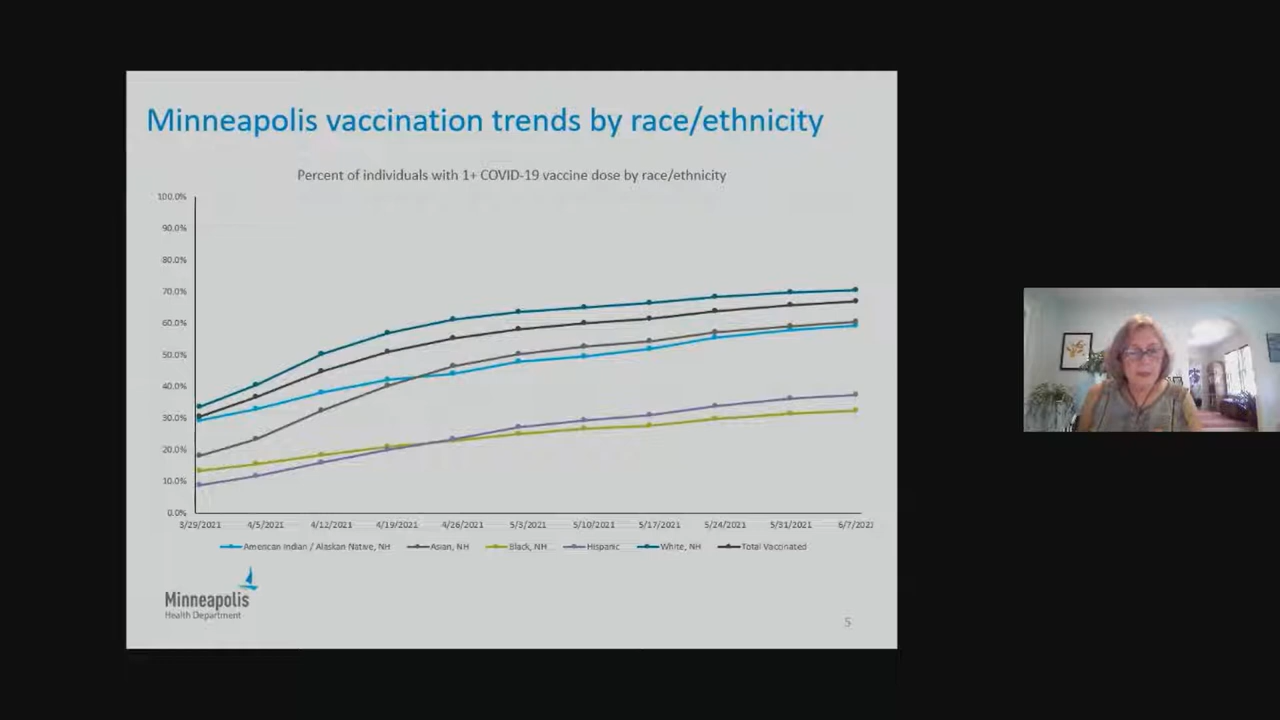 Minneapolis vaccination trends by race/ethnicity
Percent of individuals with 1+ COVID-19 vaccine dose by race/ethnicity
100.0%
90.0%
80.0%
70.0%
60.0%
50.0%
40.0%
30.0%
20.0%
10.0%
0.0%
3/29/2021 4/5/2021 4/12/2021 4/19/2021 4/26/2021 5/3/2021 5/10/2021 5/17/2021 5/24/2021 5/31/2021 6/7/2021
American Indian / Alaskan Native, NH Asian, NH Black, NH Hispanic White, NH Total Vaccinated
Minneapolis
Health Department
5